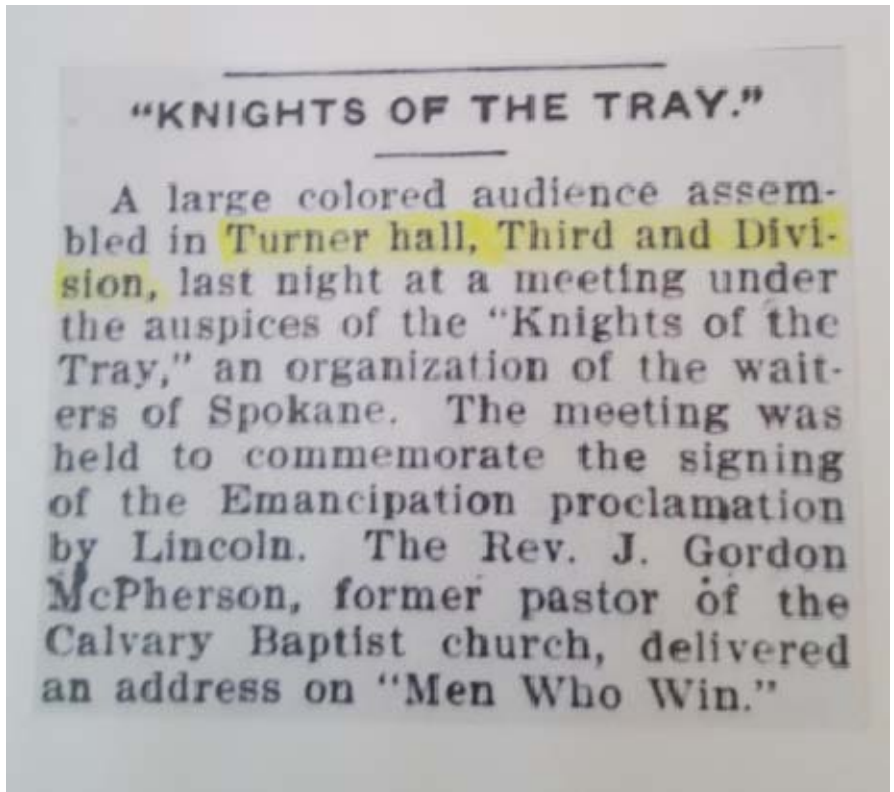 "KNIGHTS OF THE TRAY."
A large colored audience assem-
bled in Turner hall, Third and Divi-
sion, last night at a meeting under
the auspices of the "Knights of the
Tray," an organization of the wait-
ers of Spokane. The meeting was
held to commemorate the signing
of the Emancipation proclamation
by Lincoln. The Rev. J. Gordon
McPherson, former pastor of the
Calvary Baptist church, delivered
an address on "Men Who Win."